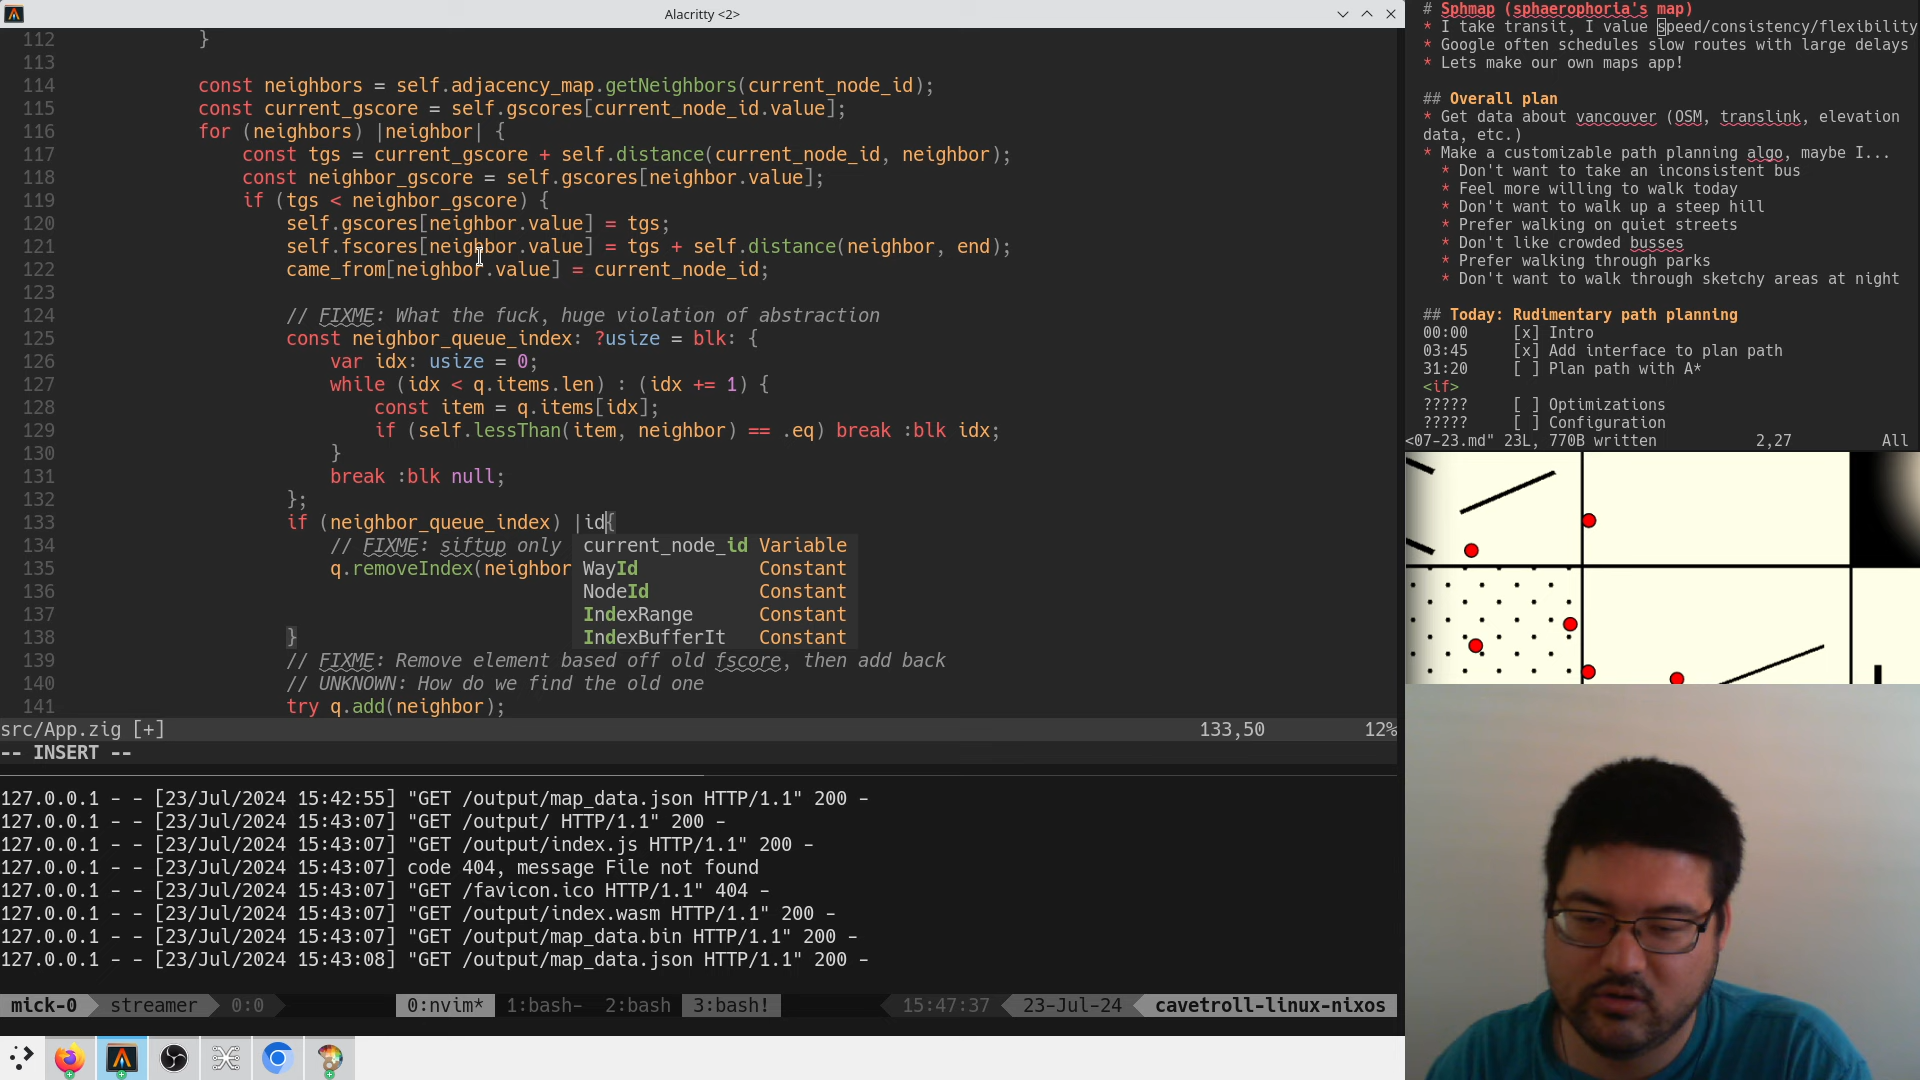 Alacritty <2>
112 }
113
114 const neighbors = self.adjacency_map.getNeighbors(current_node_id);
115 const current_gscore = self.gscores[current_node_id.value];
116 for (neighbors) |neighbor| {
117 const tgs = current_gscore + self.distance(current_node_id, neighbor);
118 const neighbor_gscore = self.gscores[neighbor.value];
119 if (tgs < neighbor_gscore) {
120 self.gscores[neighbor.value] = tgs;
121 self.fscores[neighbor.value] = tgs + self.distance(neighbor, end);
122 came_from[neighbor.value] = current_node_id;
123
124 // FIXME: What the fuck, huge violation of abstraction
125 const neighbor_queue_index: ?usize = blk: {
126 var idx: usize = 0;
127 while (idx < q.items.len) : (idx += 1) {
128 const item = q.items[idx];
129 if (self.lessThan(item, neighbor) == .eq) break :blk idx;
130 }
131 break :blk null;
132 };
133 if (neighbor_queue_index) |id{
134 // FIXME: siftup only current_node_id Variable
WayId Constant
135 q.removeIndex(neighbor
136 NodeId Constant
137 IndexRange Constant
138 } IndexBufferIt Constant
139 // FIXME: Remove element based off old fscore, then add back
140 // UNKNOWN: How do we find the old one
141 try q.add(neighbor);
src/App.zig [+] 133,50 12%
-- INSERT --
127.0.0.1 - - [23/Jul/2024 15:42:55] "GET /output/map_data.json HTTP/1.1" 200 -
127.0.0.1 - - [23/Jul/2024 15:43:07] "GET /output/ HTTP/1.1" 200 -
127.0.0.1 - - [23/Jul/2024 15:43:07] "GET /output/index.js HTTP/1.1" 200 -
127.0.0.1 - - [23/Jul/2024 15:43:07] code 404, message File not found
127.0.0.1 - - [23/Jul/2024 15:43:07] "GET /favicon.ico HTTP/1.1" 404 -
127.0.0.1 - - [23/Jul/2024 15:43:07] "GET /output/index.wasm HTTP/1.1" 200 -
127.0.0.1 - - [23/Jul/2024 15:43:07] "GET /output/map_data.bin HTTP/1.1" 200 -
127.0.0.1 - - [23/Jul/2024 15:43:08] "GET /output/map_data.json HTTP/1.1" 200 -
mick-0 streamer 0:0 0:nvim* 1:bash- 2:bash 3:bash! 15:47:37 23-Jul-24 cavetroll-linux-nixos
# Sphmap (sphaerophoria's map)
* I take transit, I value speed/consistency/flexibility
* Google often schedules slow routes with large delays
* Lets make our own maps app!
## Overall plan
* Get data about vancouver (OSM, translink, elevation
data, etc.)
* Make a customizable path planning algo, maybe I...
* Don't want to take an inconsistent bus
* Feel more willing to walk today
* Don't want to walk up a steep hill
* Prefer walking on quiet streets
* Don't like crowded busses
* Prefer walking through parks
* Don't want to walk through sketchy areas at night
## Today: Rudimentary path planning
00:00 [x] Intro
03:45 [x] Add interface to plan path
31:20 [ ] Plan path with A*
<if>
????? [ ] Optimizations
????? [ ] Configuration
<07-23.md" 23L, 770B written 2,27 All